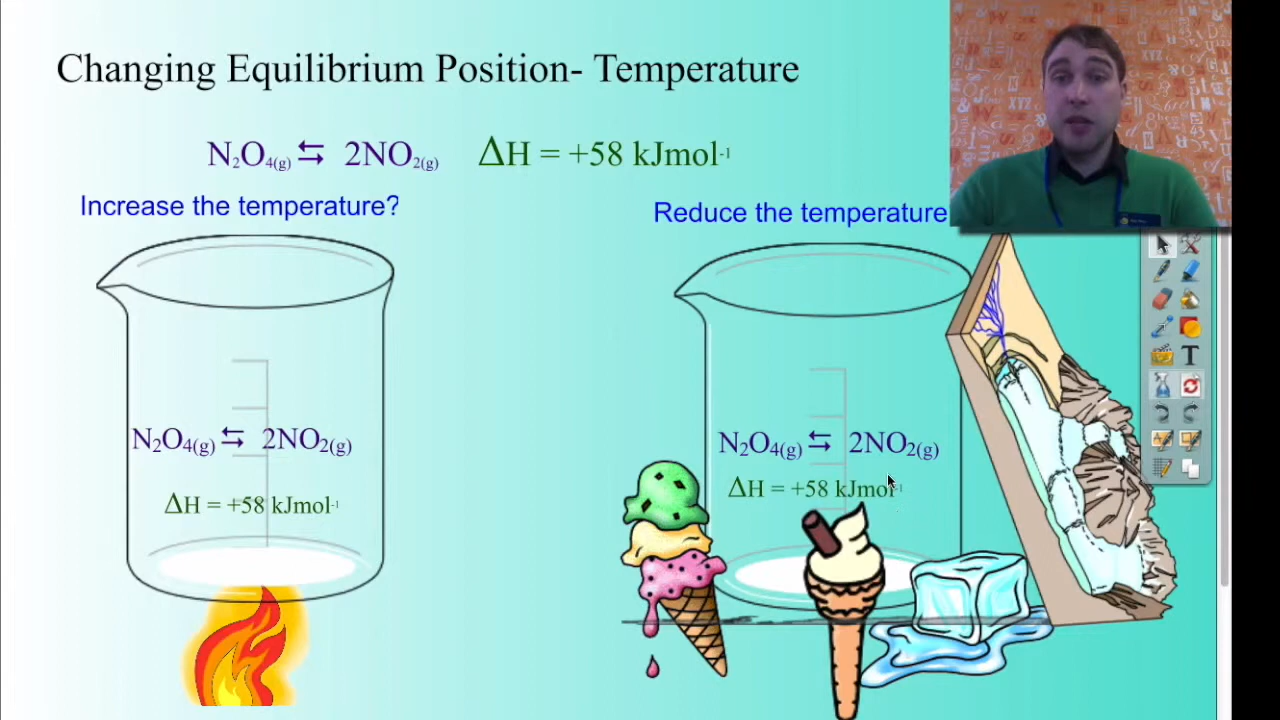 Changing Equilibrium Position- Temperature
N₂O₄(g) ⇆ 2NO₂(g) ΔH = +58 kJmol⁻¹
Increase the temperature?
Reduce the temperature
N₂O₄(g) ⇆ 2NO₂(g)
ΔH = +58 kJmol⁻¹
N₂O₄(g) ⇆ 2NO₂(g)
ΔH = +58 kJmol⁻¹
T